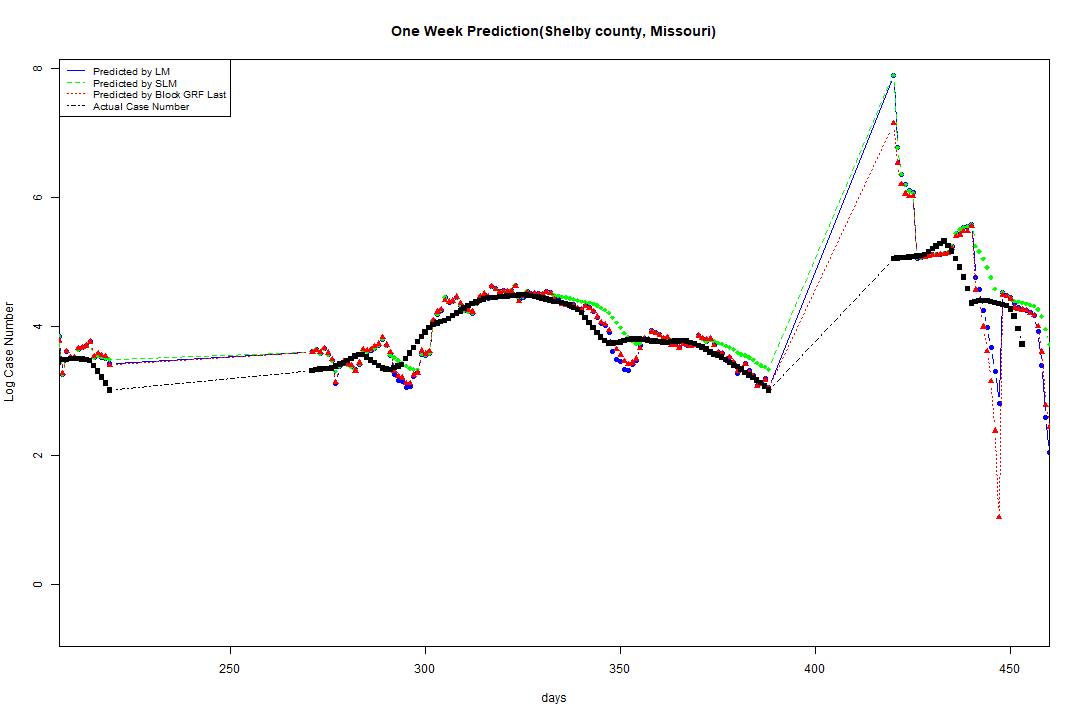 One Week Prediction(Shelby county, Missouri)
Predicted by LM
Predicted by SLM
Predicted by Block GRF Last
Actual Case Number
Log Case Number
8
6
4
2
0
250 300 350 400 450
days